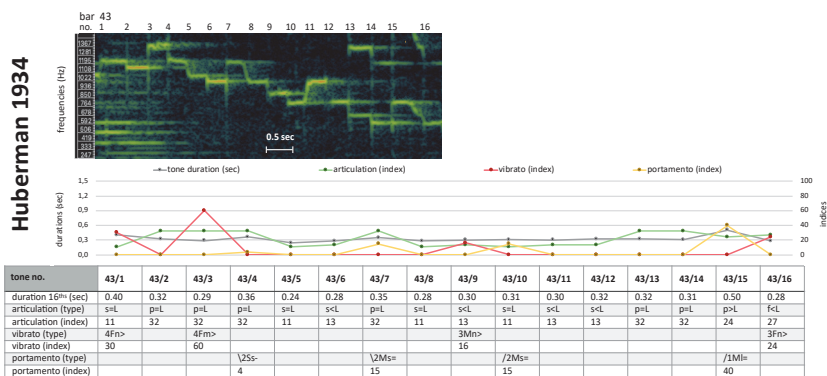 bar 43
no. 1 2 3 4 5 6 7 8 9 10 11 12 13 14 15 16
Huberman 1934
frequencies (Hz)
1367
1281
1195
1108
1022
936
850
764
678
592
506
419
333
247
0.5 sec
tone duration (sec) articulation (index) vibrato (index) portamento (index)
durations (sec)
1,5
1,2
0,9
0,6
0,3
0,0
100
80
60
40
20
0
indices
tone no. 43/1 43/2 43/3 43/4 43/5 43/6 43/7 43/8 43/9 43/10 43/11 43/12 43/13 43/14 43/15 43/16
duration 16ths (sec) 0.40 0.32 0.29 0.36 0.24 0.28 0.35 0.28 0.30 0.31 0.30 0.32 0.32 0.31 0.50 0.28
articulation (type) s=L p=L p=L p=L s=L s<L p=L s=L s<L s=L s<L s<L p=L p=L p>L f<L
articulation (index) 11 32 32 32 11 13 32 11 13 11 13 13 32 32 24 27
vibrato (type) 4Fn> 4Fm> 3Mn> 3Fn>
vibrato (index) 30 60 16 24
portamento (type) \2Ss- \2Ms= /2Ms= /1Ml=
portamento (index) 4 15 15 40